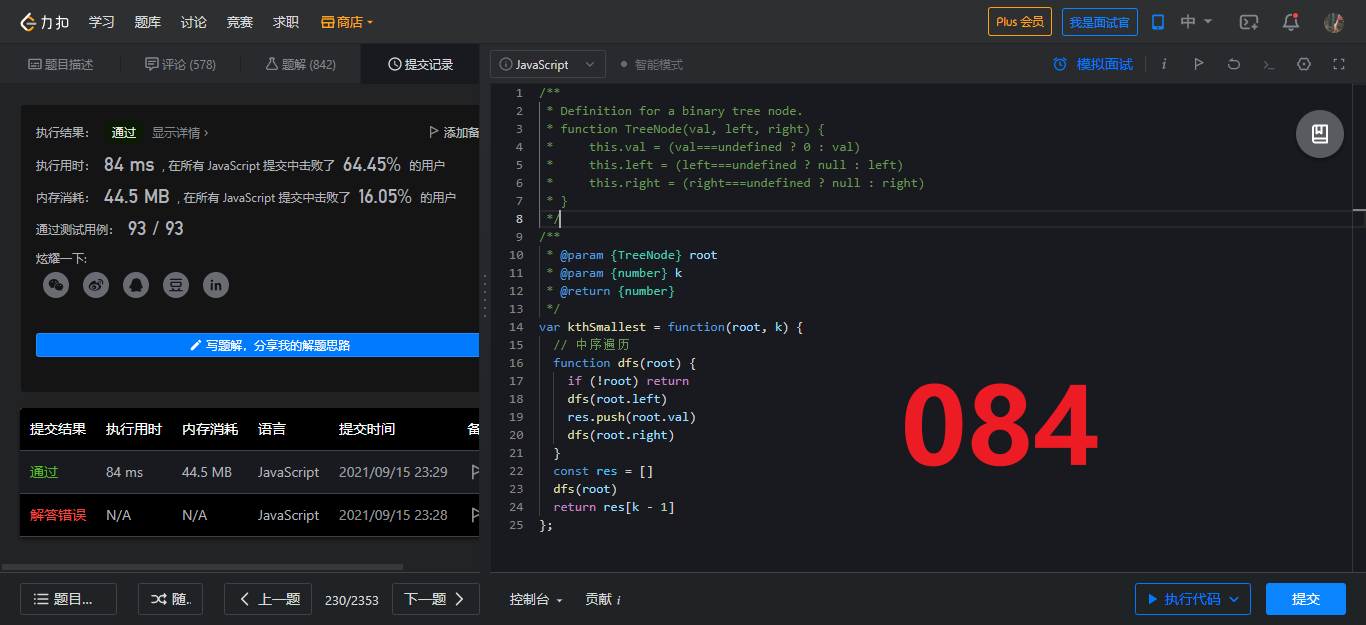 力扣 学习 题库 讨论 竞赛 求职 商店 Plus 会员 我是面试官 中
题目描述 评论 (578) 题解 (842) 提交记录
JavaScript 智能模式 模拟面试 i
执行结果： 通过 显示详情 › 添加备
执行用时： 84 ms , 在所有 JavaScript 提交中击败了 64.45% 的用户
内存消耗： 44.5 MB , 在所有 JavaScript 提交中击败了 16.05% 的用户
通过测试用例： 93 / 93
炫耀一下:
豆 in
写题解，分享我的解题思路
提交结果 执行用时 内存消耗 语言 提交时间 备
通过 84 ms 44.5 MB JavaScript 2021/09/15 23:29
解答错误 N/A N/A JavaScript 2021/09/15 23:28
1 /**
2 * Definition for a binary tree node.
3 * function TreeNode(val, left, right) {
4 *     this.val = (val===undefined ? 0 : val)
5 *     this.left = (left===undefined ? null : left)
6 *     this.right = (right===undefined ? null : right)
7 * }
8 */
9 /**
10 * @param {TreeNode} root
11 * @param {number} k
12 * @return {number}
13 */
14 var kthSmallest = function(root, k) {
15 // 中序遍历
16 function dfs(root) {
17 if (!root) return
18 dfs(root.left)
19 res.push(root.val)
20 dfs(root.right)
21 }
22 const res = []
23 dfs(root)
24 return res[k - 1]
25 };
084
题目... 随. 上一题 230/2353 下一题 控制台 贡献 i 执行代码 提交